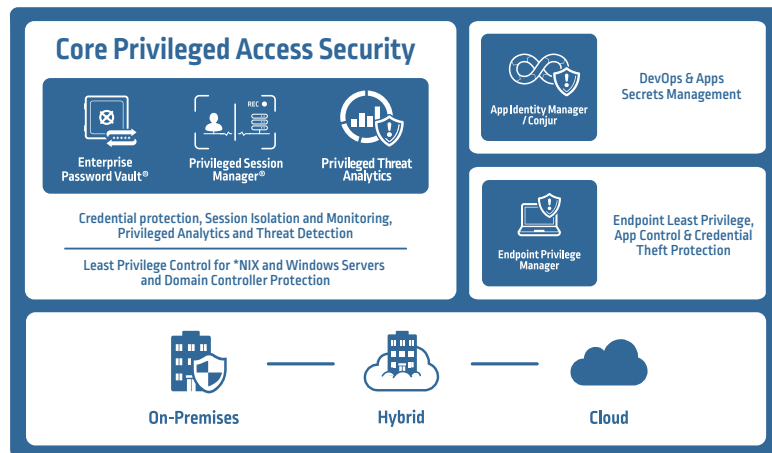 Core Privileged Access Security
REC
Enterprise
Password Vault®
Privileged Session
Manager®
Privileged Threat
Analytics
Credential protection, Session Isolation and Monitoring,
Privileged Analytics and Threat Detection
Least Privilege Control for *NIX and Windows Servers
and Domain Controller Protection
App Identity Manager
/ Conjur
DevOps & Apps
Secrets Management
Endpoint Privilege
Manager
Endpoint Least Privilege,
App Control & Credential
Theft Protection
On-Premises
Hybrid
Cloud